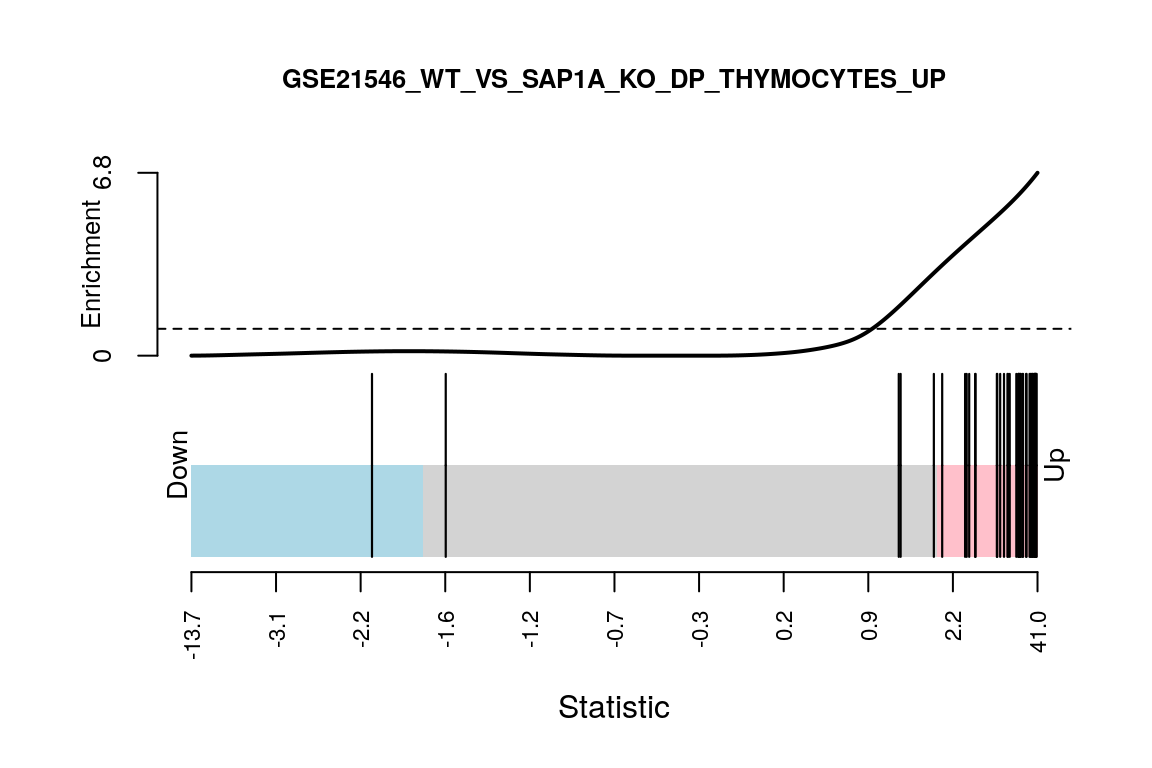 GSE21546_WT_VS_SAP1A_KO_DP_THYMOCYTES_UP
Enrichment
6.8
0
Down
Up
-13.7
-3.1
-2.2
-1.6
-1.2
-0.7
-0.3
0.2
0.9
2.2
41.0
Statistic